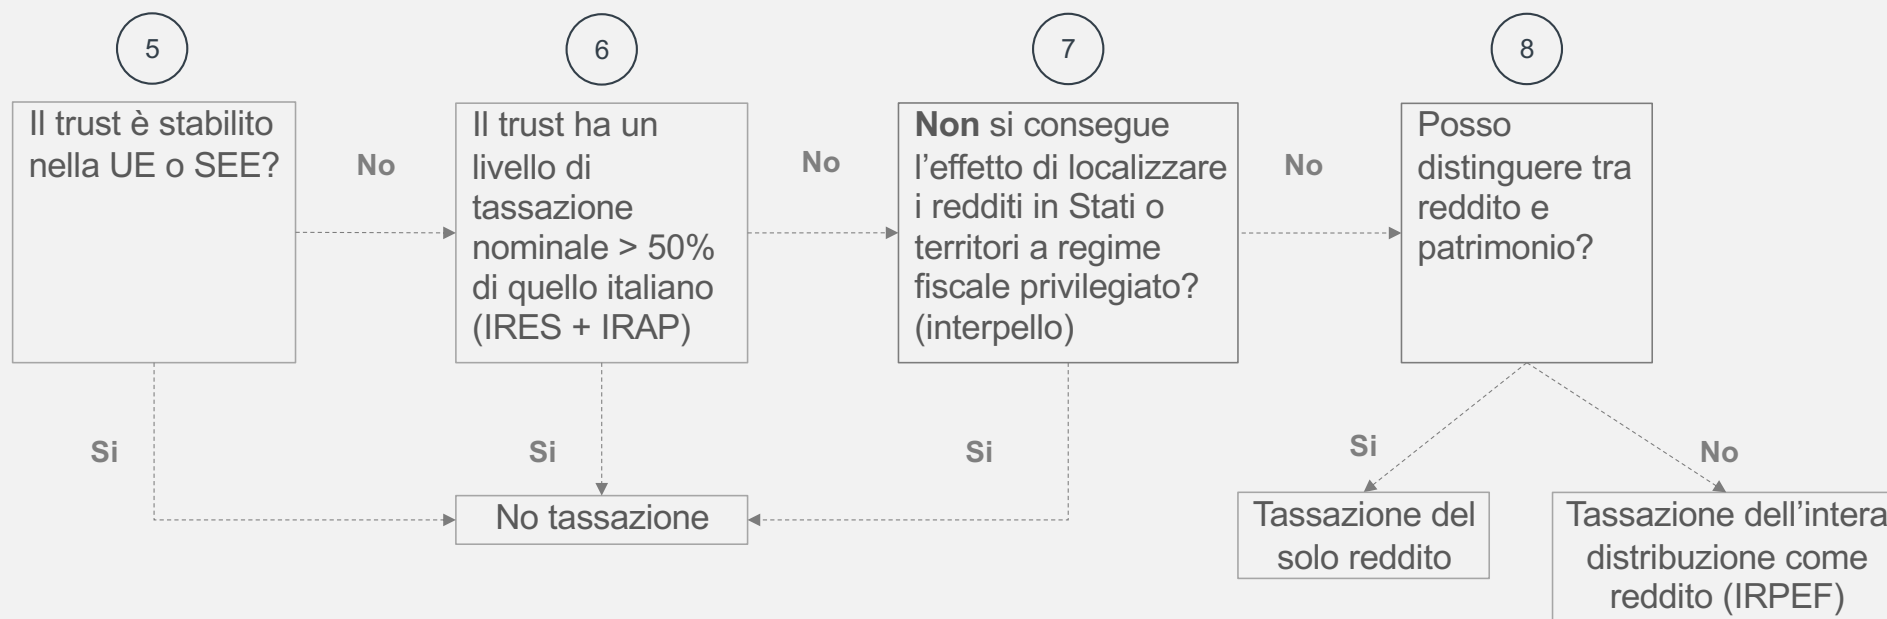 5
6
7
8
Il trust è stabilito
nella UE o SEE?
No
Il trust ha un
livello di
tassazione
nominale > 50%
di quello italiano
(IRES + IRAP)
No
Non si consegue
l’effetto di localizzare
i redditi in Stati o
territori a regime
fiscale privilegiato?
(interpello)
No
Posso
distinguere tra
reddito e
patrimonio?
Si
Si
Si
Si
No
No tassazione
Tassazione del
solo reddito
Tassazione dell’intera
distribuzione come
reddito (IRPEF)